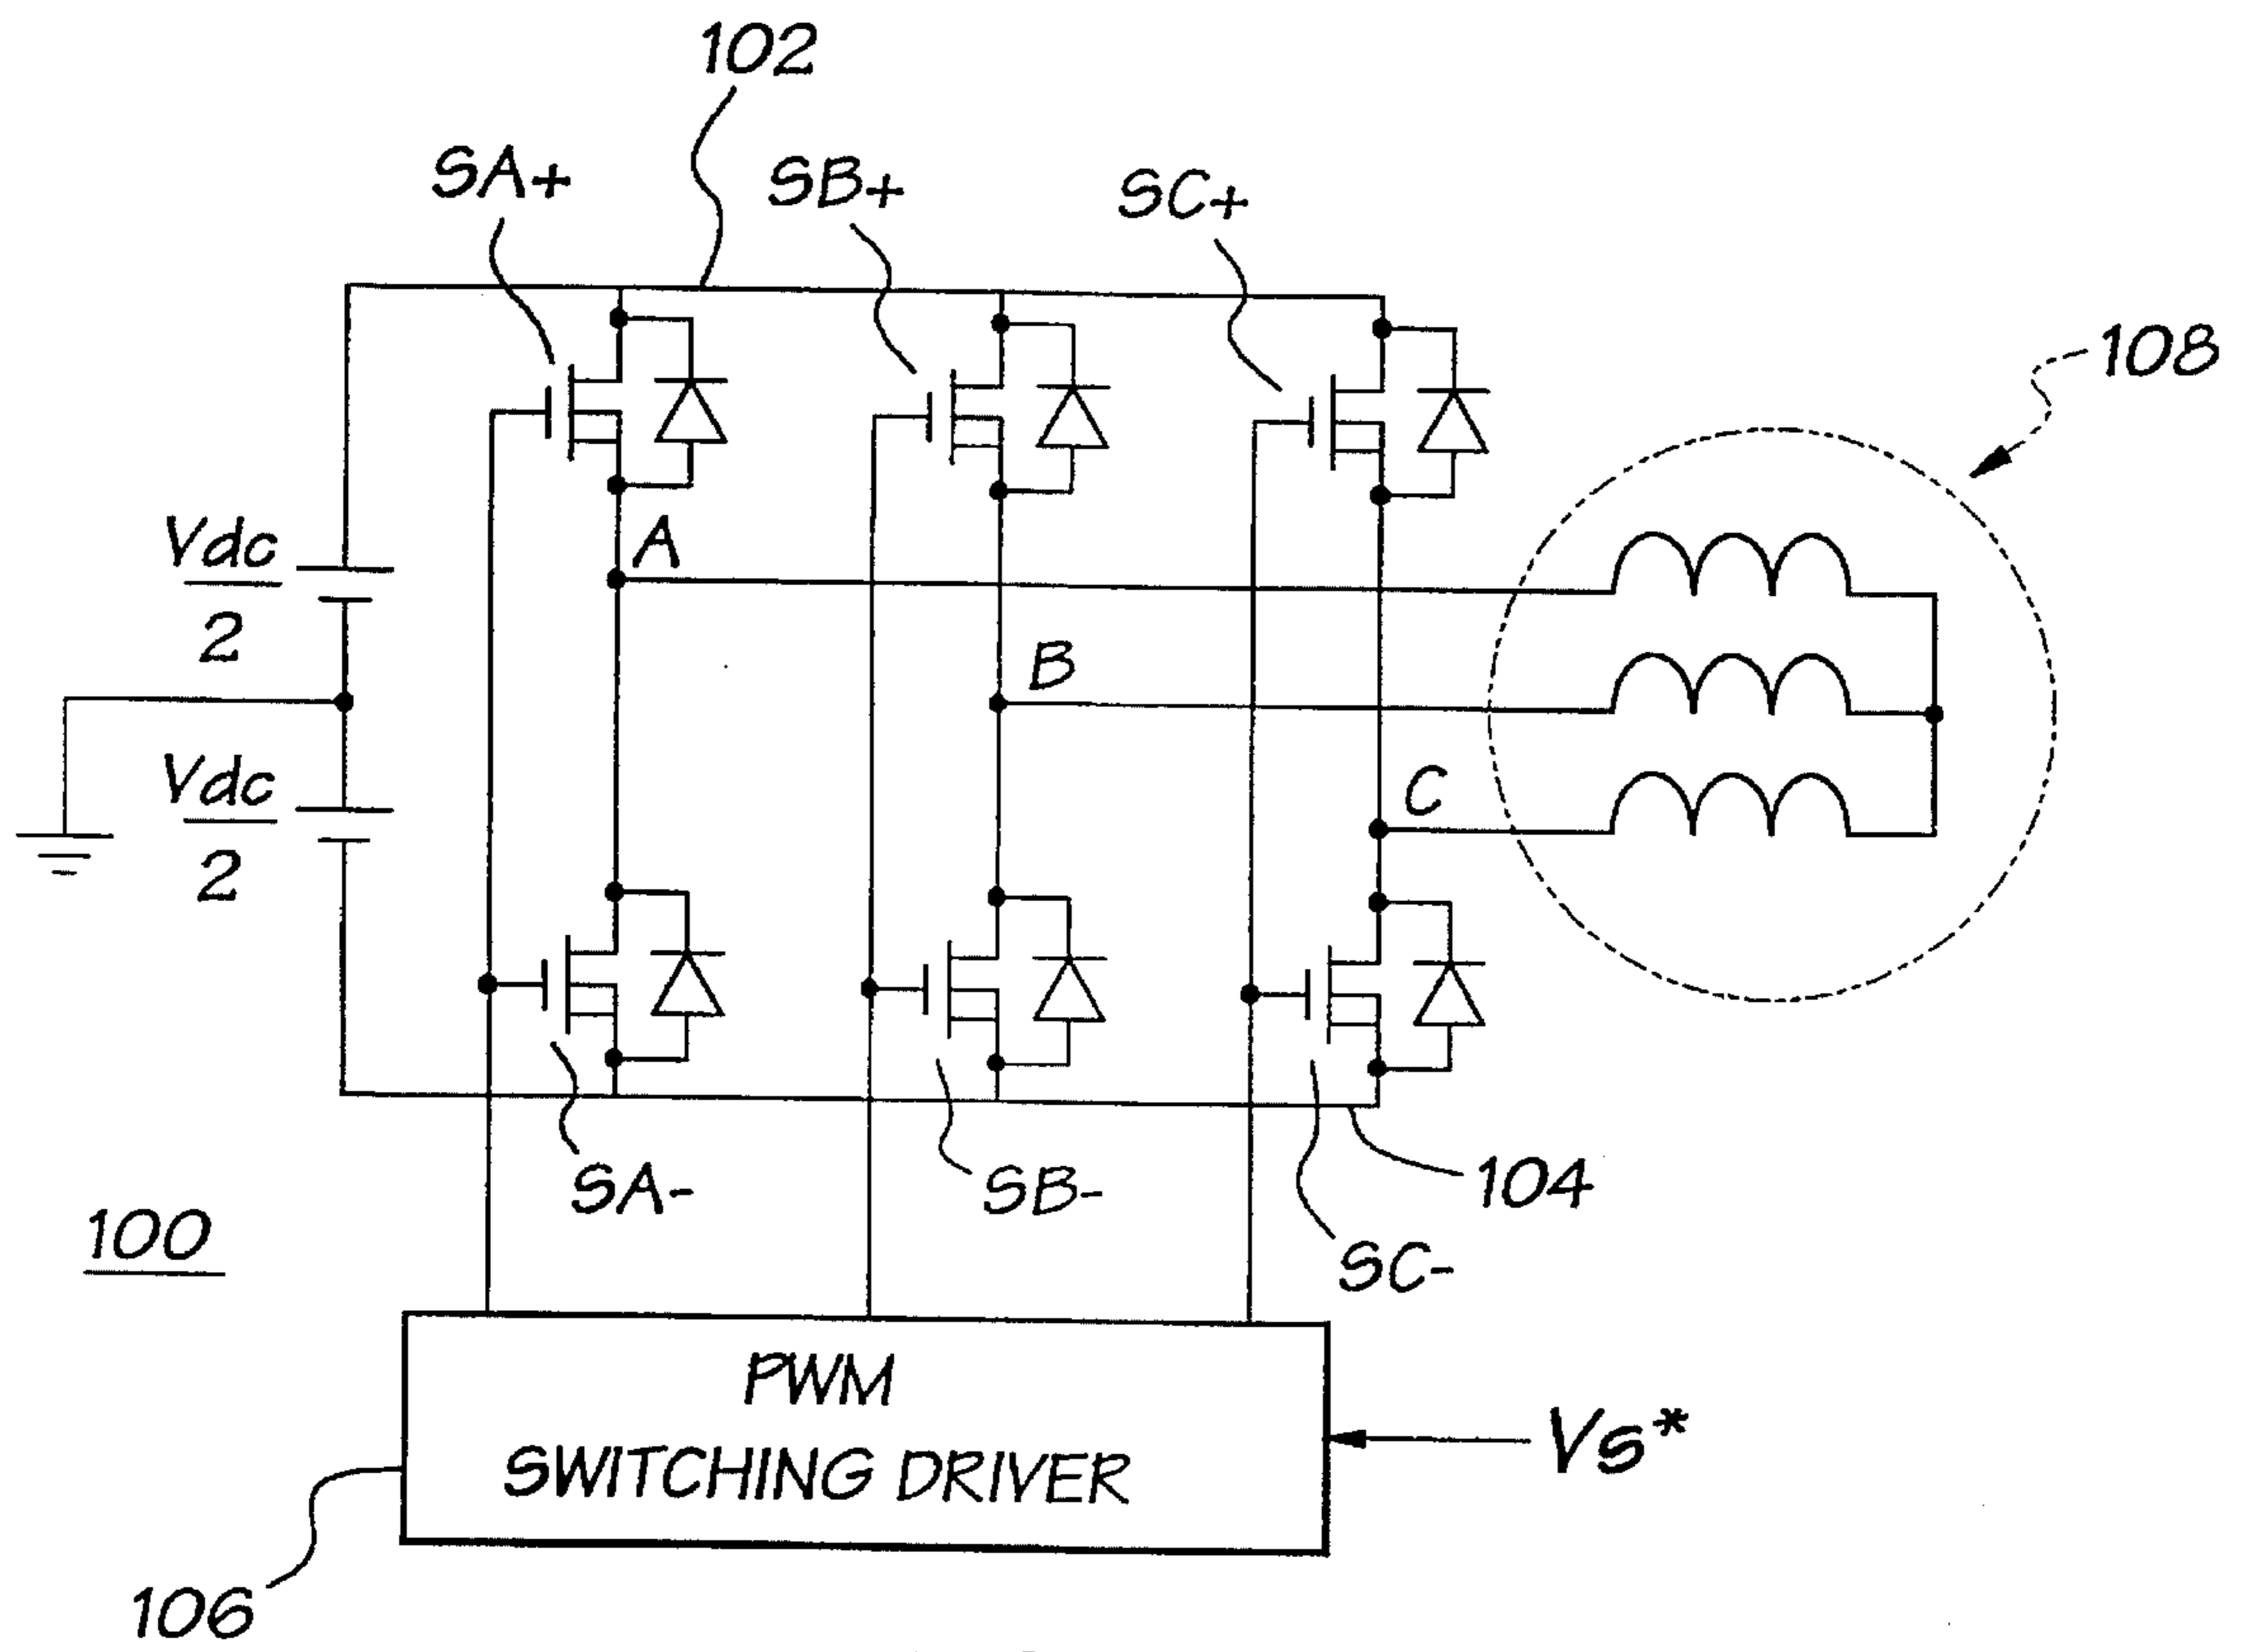 102
SA+
SB+
SC+
108
Vdc
2
A
B
Vdc
2
C
SA-
SB-
104
100
SC-
PWM
SWITCHING DRIVER
Vs*
106